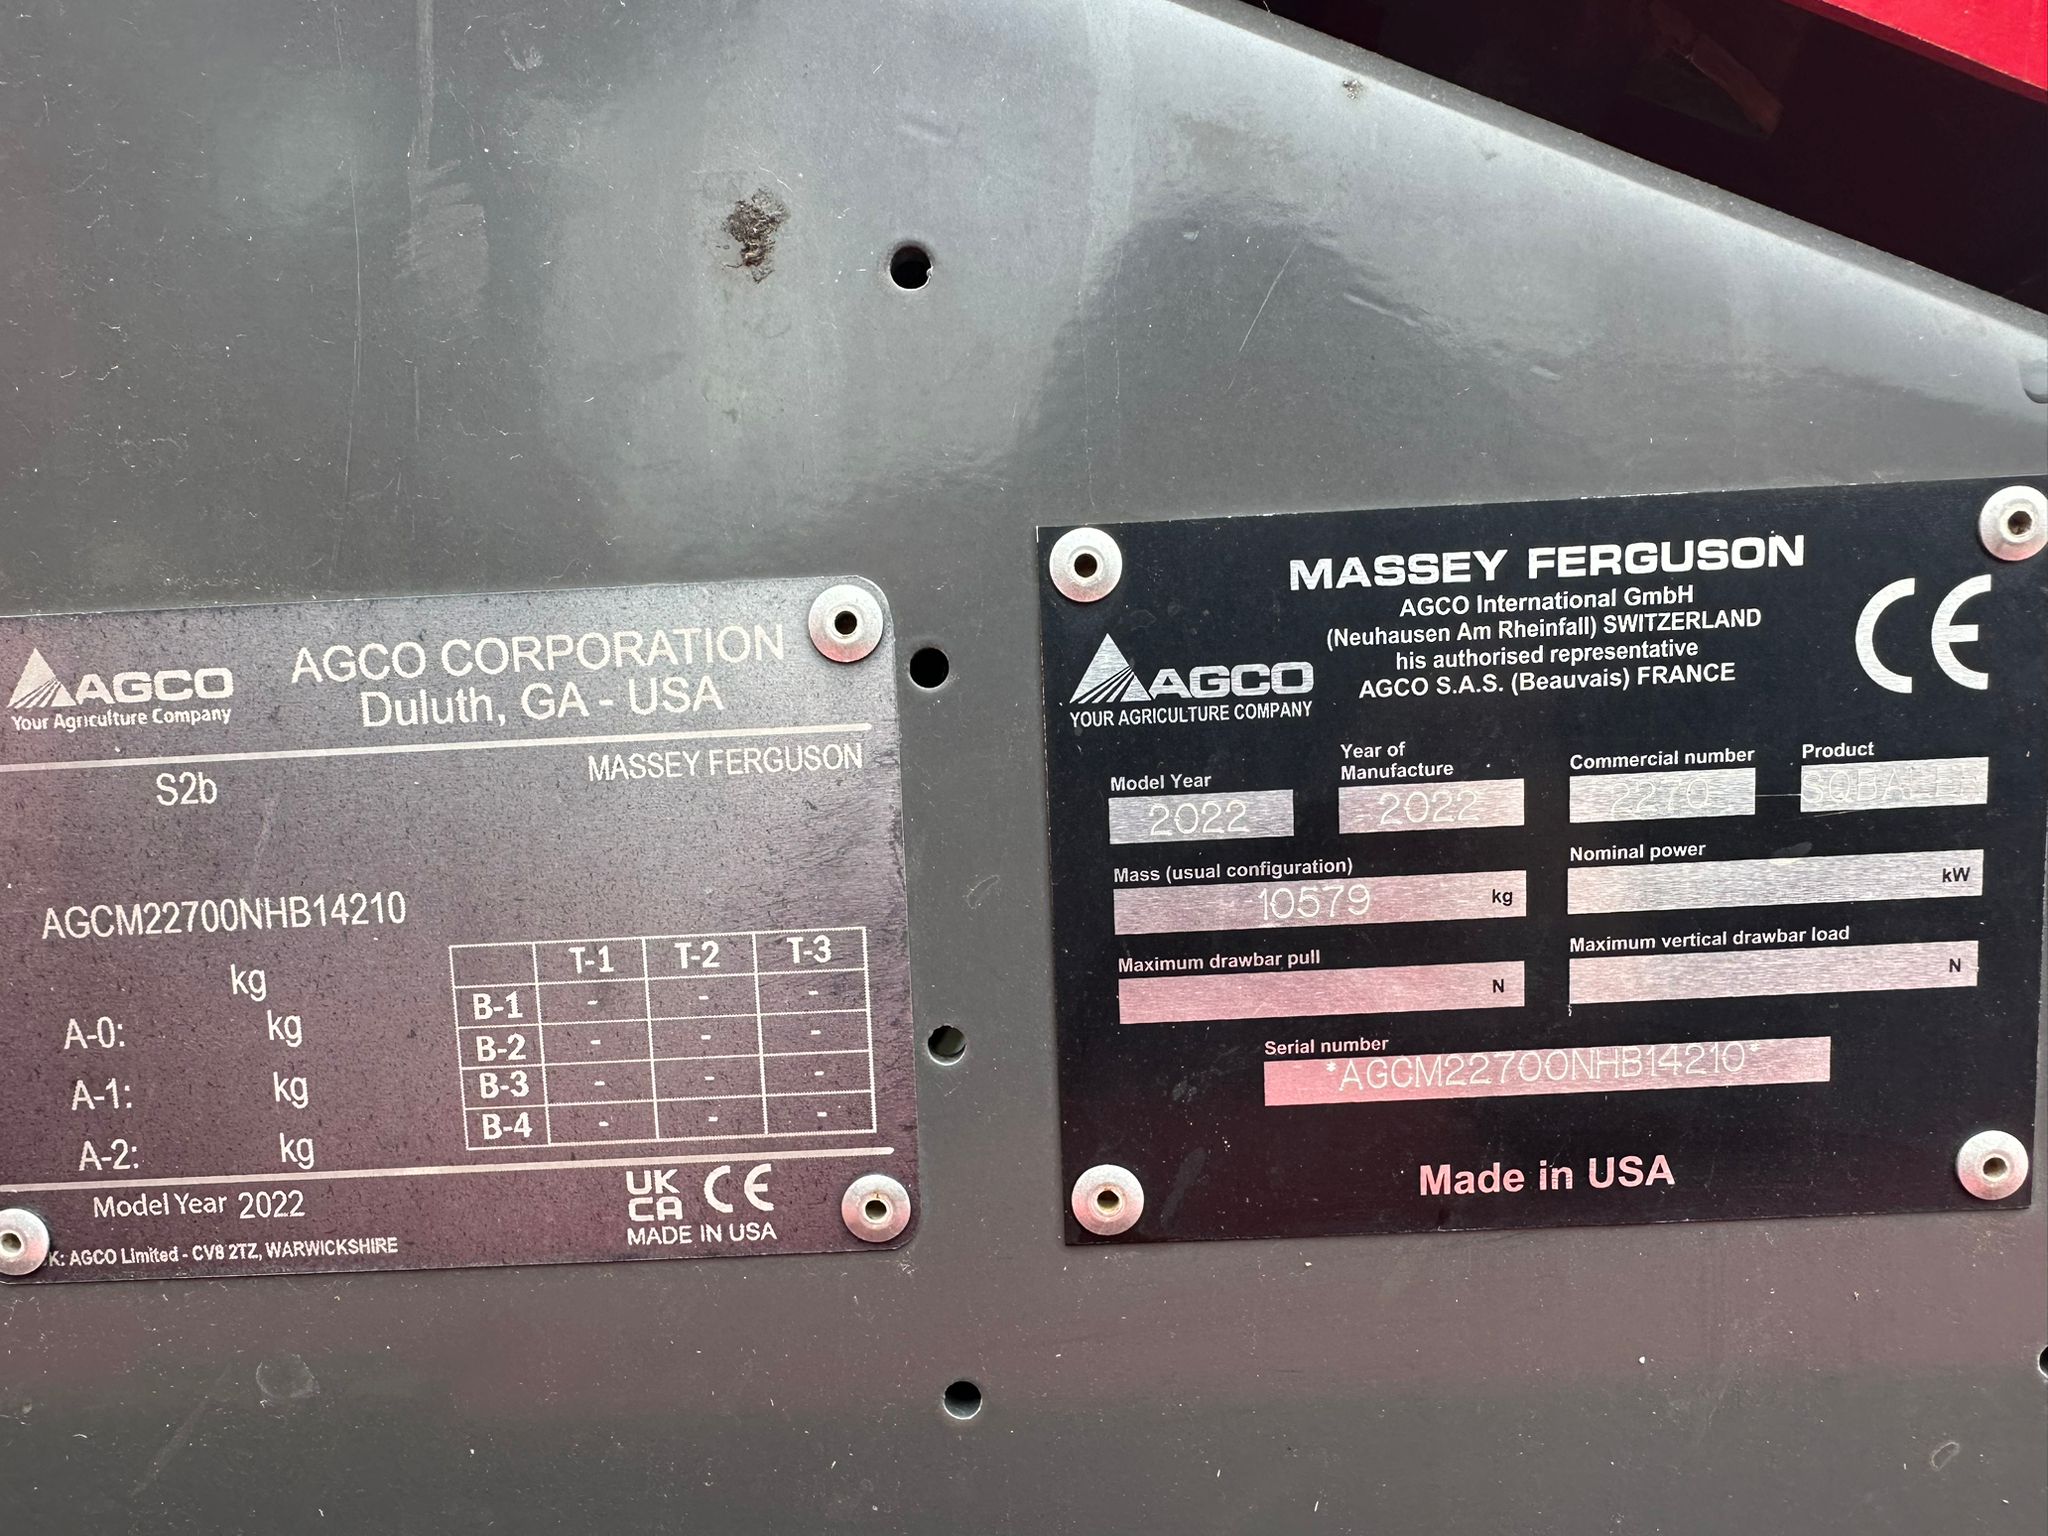 AGCO
Your Agriculture Company
AGCO CORPORATION
Duluth, GA - USA
MASSEY FERGUSON
S2b
AGCM22700NHB14210
kg
A-0: kg
A-1: kg
A-2: kg
T-1 T-2 T-3
B-1 - - -
B-2 - - -
B-3 - - -
B-4 - - -
Model Year 2022
UK
CA
CE
MADE IN USA
K: AGCO Limited - CV8 2TZ, WARWICKSHIRE
MASSEY FERGUSON
AGCO International GmbH
(Neuhausen Am Rheinfall) SWITZERLAND
his authorised representative
AGCO S.A.S. (Beauvais) FRANCE
CE
AGCO
YOUR AGRICULTURE COMPANY
Model Year
2022
Year of
Manufacture
2022
Commercial number
2270
Product
SQBALER
Mass (usual configuration)
10579 kg
Nominal power
kW
Maximum drawbar pull
N
Maximum vertical drawbar load
N
Serial number
*AGCM22700NHB14210*
Made in USA